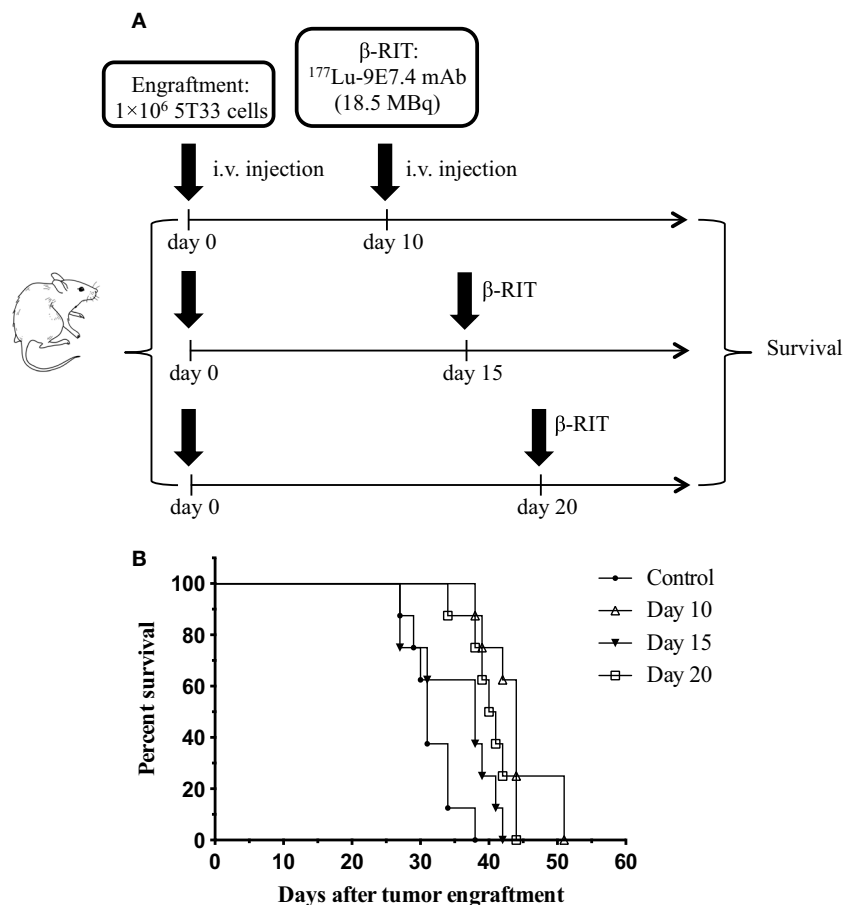 A
Engraftment:
1×10⁶ 5T33 cells
β-RIT:
¹⁷⁷Lu-9E7.4 mAb
(18.5 MBq)
i.v. injection
i.v. injection
day 0
day 10
β-RIT
day 0
day 15
β-RIT
day 0
day 20
Survival
B
Percent survival
100
80
60
40
20
0
0 10 20 30 40 50 60
Days after tumor engraftment
Control
Day 10
Day 15
Day 20